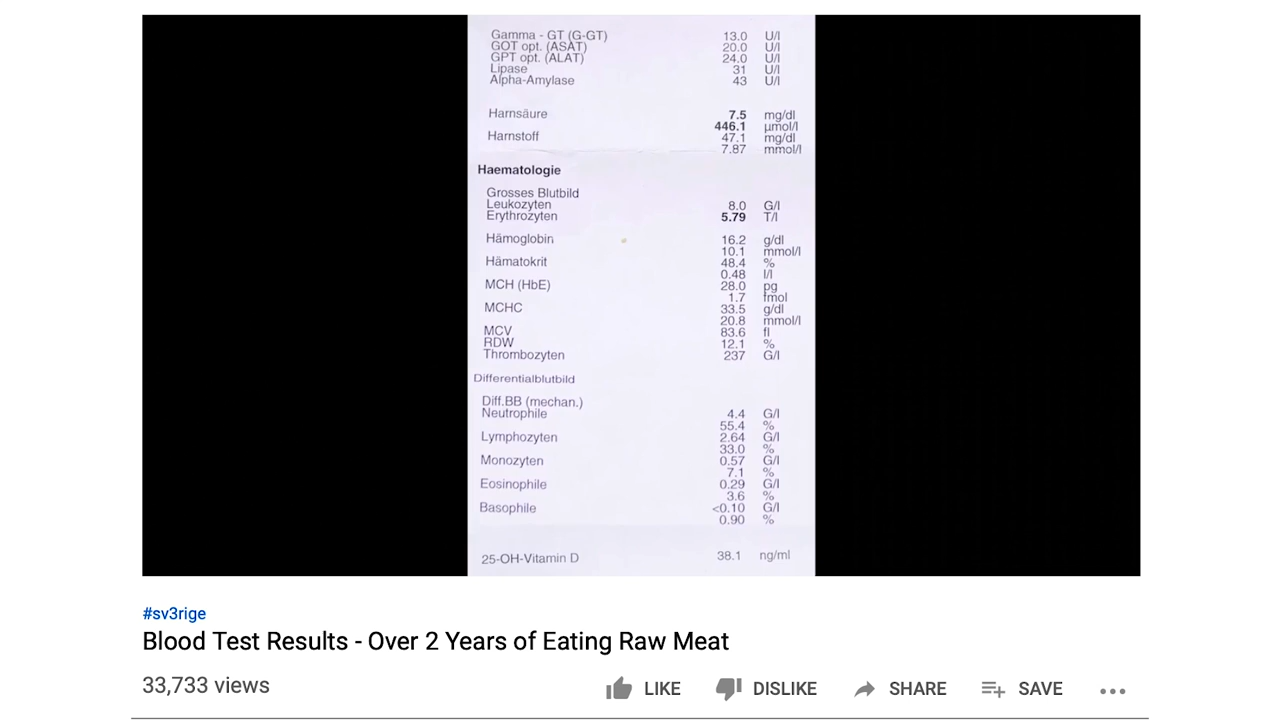 Gamma - GT (G-GT) 13.0 U/l
GOT opt. (ASAT) 20.0 U/l
GPT opt. (ALAT) 24.0 U/l
Lipase 31 U/l
Alpha-Amylase 43 U/l
Harnsäure 7.5 mg/dl
446.1 µmol/l
Harnstoff 47.1 mg/dl
7.87 mmol/l
Haematologie
Grosses Blutbild
Leukozyten 8.0 G/l
Erythrozyten 5.79 T/l
Hämoglobin 16.2 g/dl
10.1 mmol/l
Hämatokrit 48.4 %
0.48 l/l
MCH (HbE) 28.0 pg
1.7 fmol
MCHC 33.5 g/dl
20.8 mmol/l
MCV 83.6 fl
RDW 12.1 %
Thrombozyten 237 G/l
Differentialblutbild
Diff.BB (mechan.)
Neutrophile 4.4 G/l
55.4 %
Lymphozyten 2.64 G/l
33.0 %
Monozyten 0.57 G/l
7.1 %
Eosinophile 0.29 G/l
3.6 %
Basophile <0.10 G/l
0.90 %
25-OH-Vitamin D 38.1 ng/ml
#sv3rige
Blood Test Results - Over 2 Years of Eating Raw Meat
33,733 views LIKE DISLIKE SHARE SAVE